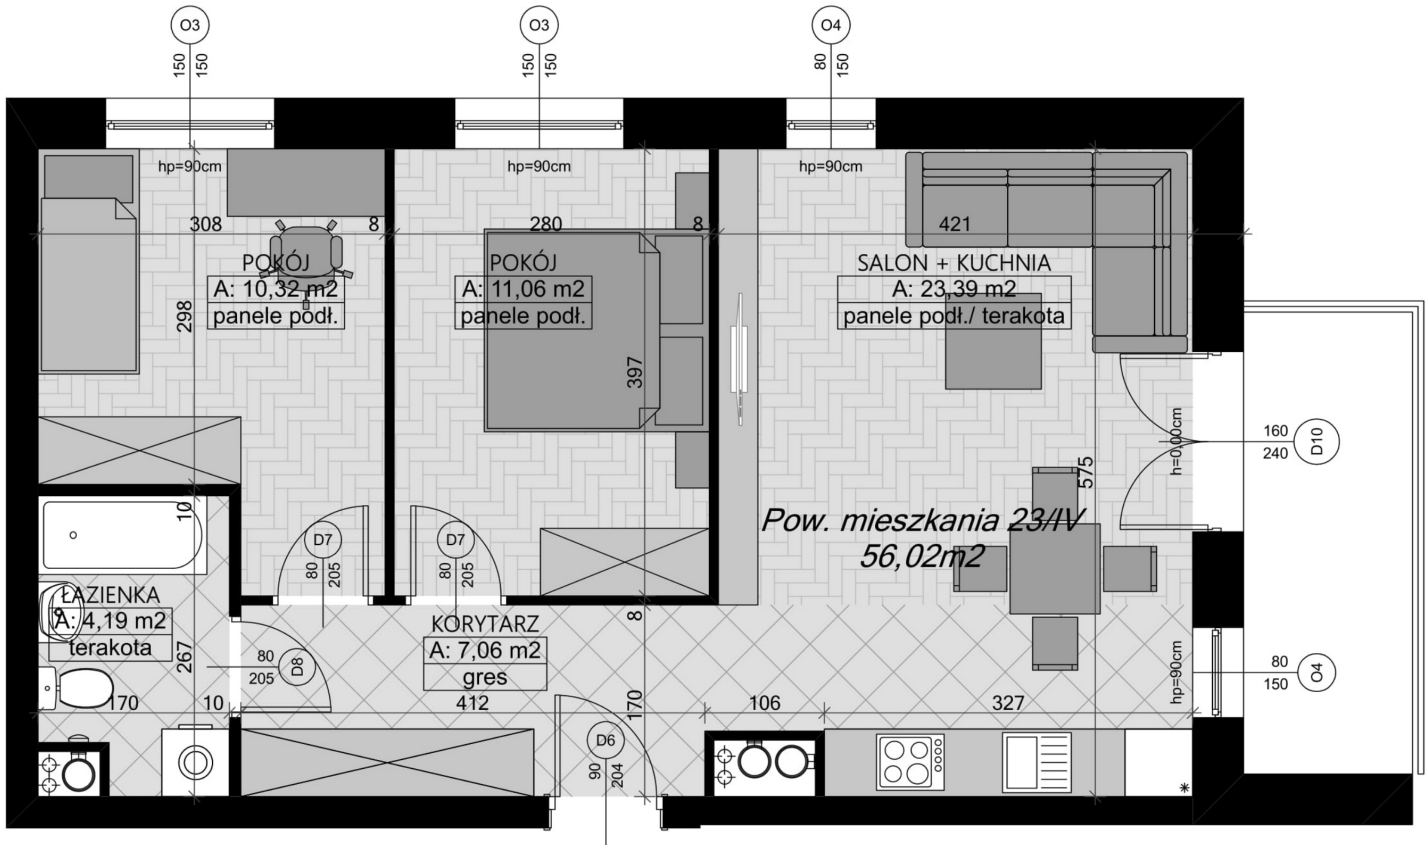 O3
150
150
O3
150
150
O4
80
150
hp=90cm
hp=90cm
hp=90cm
308
8
280
8
421
POKÓJ
A: 10,32 m2
panele podł.
POKÓJ
A: 11,06 m2
panele podł.
SALON + KUCHNIA
A: 23,39 m2
panele podł./ terakota
298
397
575
h=0,00cm
160
240
D10
10
Pow. mieszkania 23/IV
56,02m2
D7
80
205
D7
80
205
ŁAZIENKA
A: 4,19 m2
terakota
267
KORYTARZ
A: 7,06 m2
gres
8
80
205
D8
hp=90cm
80
150
O4
170
10
412
170
106
327
D6
90
204
*